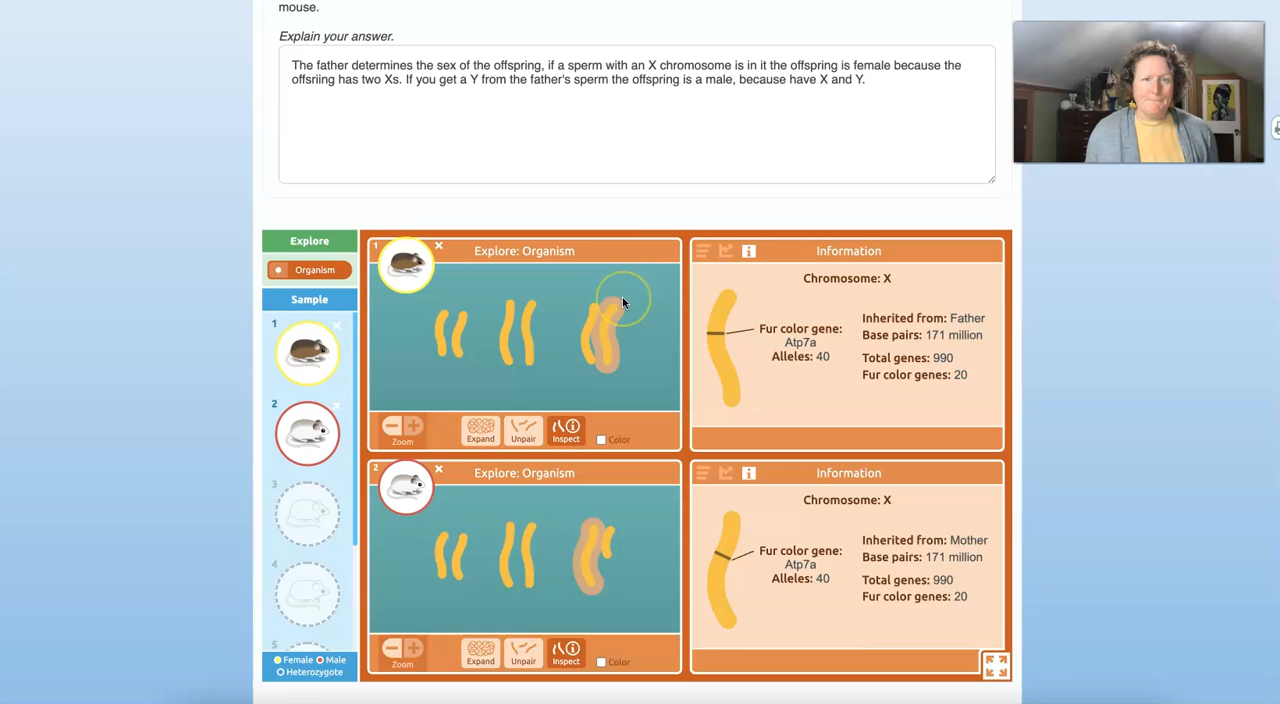 mouse.
Explain your answer.
The father determines the sex of the offspring, if a sperm with an X chromosome is in it the offspring is female because the
offsriing has two Xs. If you get a Y from the father's sperm the offspring is a male, because have X and Y.
Explore
Organism
Sample
1
2
3
4
5
Female Male
Heterozygote
1
Explore: Organism
Zoom
Expand
Unpair
Inspect
Color
Information
Chromosome: X
Fur color gene:
Atp7a
Alleles: 40
Inherited from: Father
Base pairs: 171 million
Total genes: 990
Fur color genes: 20
2
Explore: Organism
Zoom
Expand
Unpair
Inspect
Color
Information
Chromosome: X
Fur color gene:
Atp7a
Alleles: 40
Inherited from: Mother
Base pairs: 171 million
Total genes: 990
Fur color genes: 20